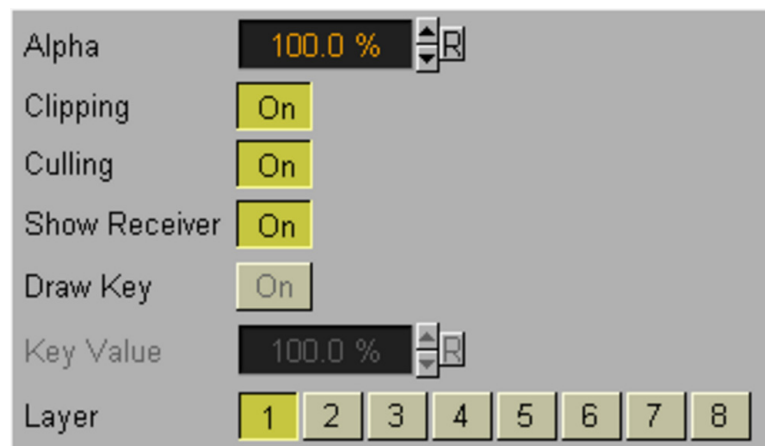 Alpha 100.0 % R
Clipping On
Culling On
Show Receiver On
Draw Key On
Key Value 100.0 % R
Layer 1 2 3 4 5 6 7 8